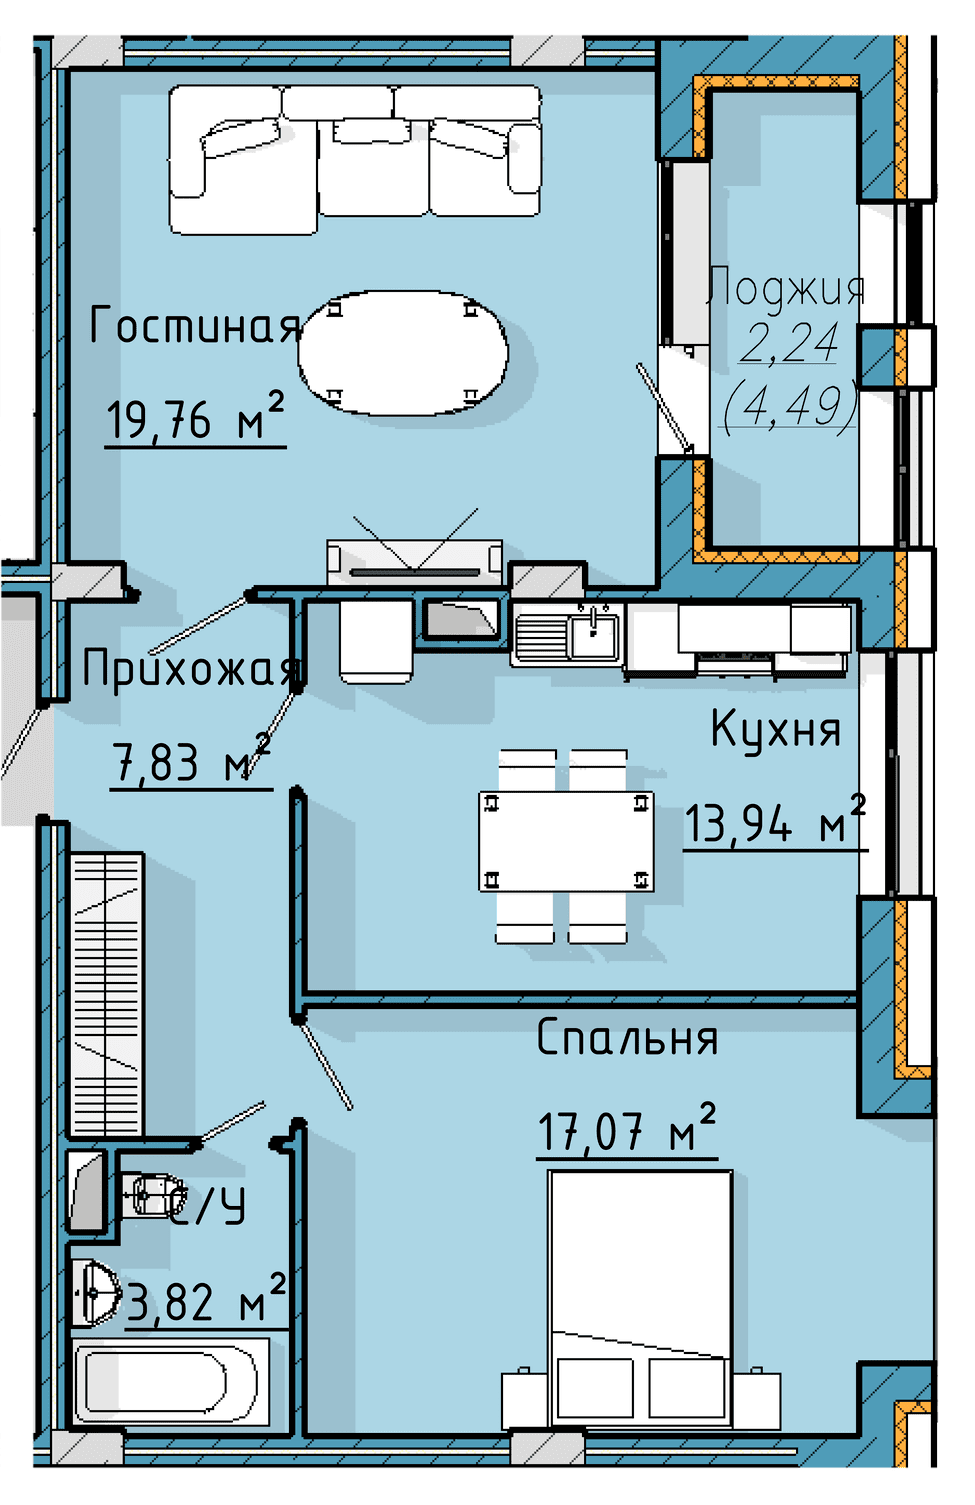 Гостиная
19,76 м²
Лоджия
2,24
(4,49)
Прихожая
7,83 м²
Кухня
13,94 м²
Спальня
17,07 м²
С/У
3,82 м²